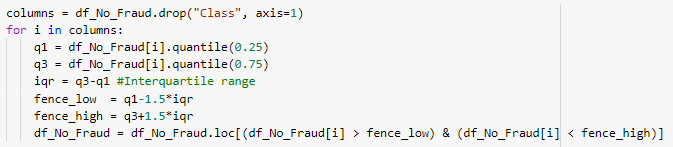 columns = df_No_Fraud.drop("Class", axis=1)
for i in columns:
    q1 = df_No_Fraud[i].quantile(0.25)
    q3 = df_No_Fraud[i].quantile(0.75)
    iqr = q3-q1 #Interquartile range
    fence_low  = q1-1.5*iqr
    fence_high = q3+1.5*iqr
    df_No_Fraud = df_No_Fraud.loc[(df_No_Fraud[i] > fence_low) & (df_No_Fraud[i] < fence_high)]